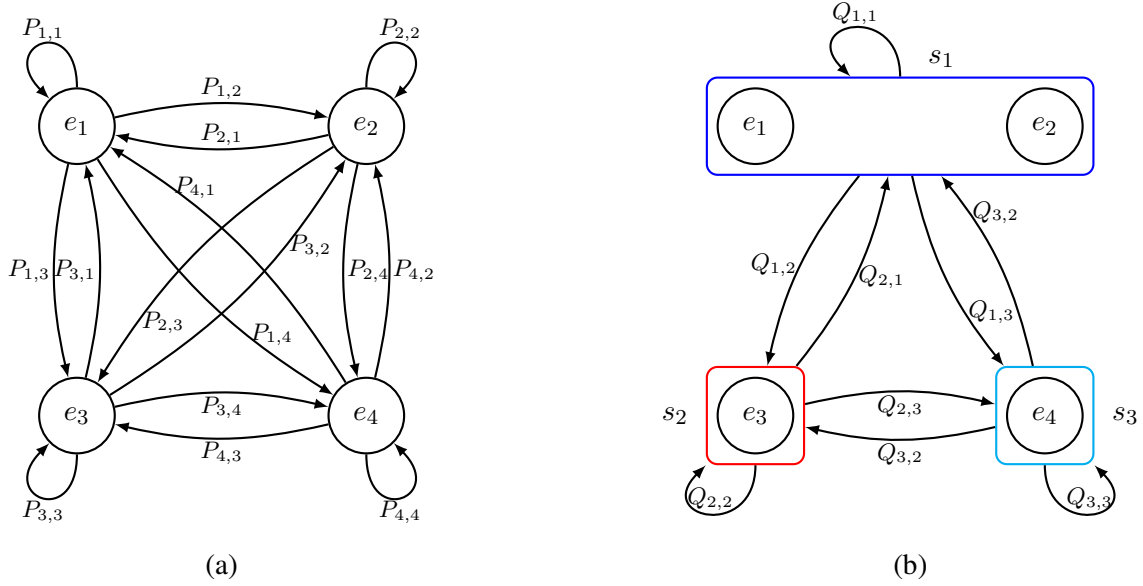 P1,1
P2,2
e1
P1,2
e2
P2,1
P4,1
P1,3
P3,1
P3,2
P2,4
P4,2
P2,3
P1,4
e3
P3,4
e4
P4,3
P3,3
P4,4
(a)
Q1,1
s1
e1
e2
Q3,2
Q1,2
Q2,1
Q1,3
s2
e3
Q2,3
e4
s3
Q3,2
Q2,2
Q3,3
(b)